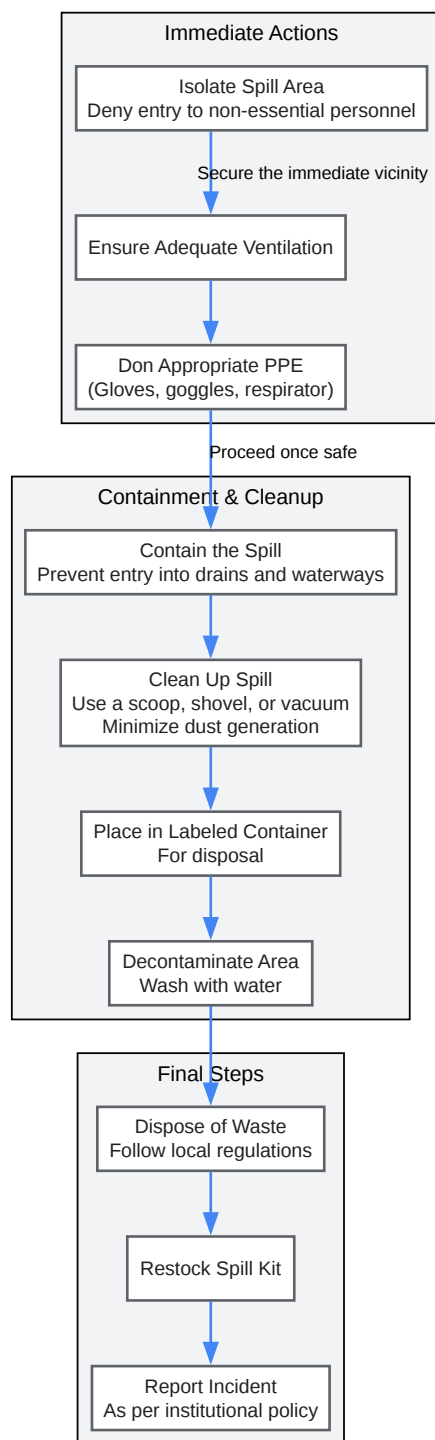 Immediate Actions
Isolate Spill Area
Deny entry to non-essential personnel
Secure the immediate vicinity
Ensure Adequate Ventilation
Don Appropriate PPE
(Gloves, goggles, respirator)
Proceed once safe
Containment & Cleanup
Contain the Spill
Prevent entry into drains and waterways
Clean Up Spill
Use a scoop, shovel, or vacuum
Minimize dust generation
Place in Labeled Container
For disposal
Decontaminate Area
Wash with water
Final Steps
Dispose of Waste
Follow local regulations
Restock Spill Kit
Report Incident
As per institutional policy